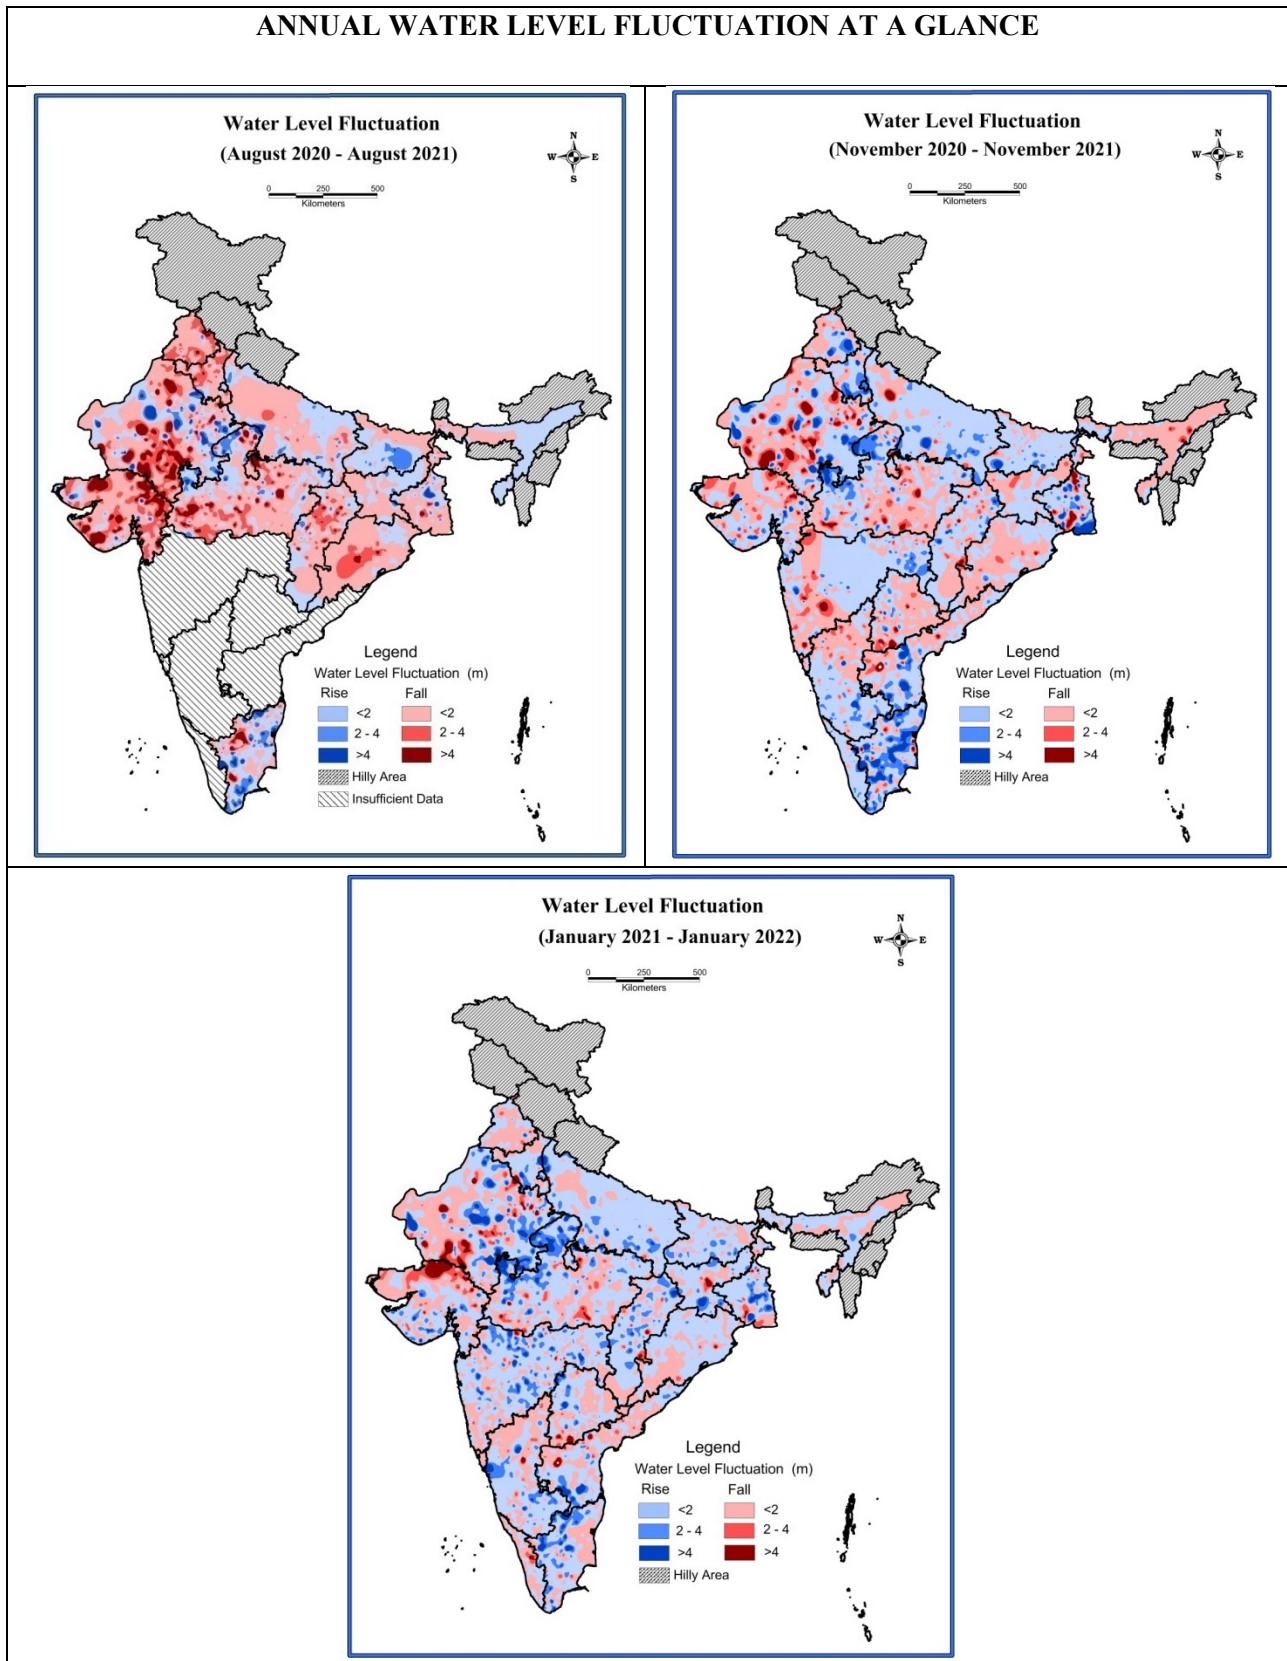 ANNUAL WATER LEVEL FLUCTUATION AT A GLANCE
Water Level Fluctuation
(August 2020 - August 2021)
N
W E
S
0 250 500
Kilometers
Legend
Water Level Fluctuation (m)
Rise Fall
<2 <2
2 - 4 2 - 4
>4 >4
Hilly Area
Insufficient Data
Water Level Fluctuation
(November 2020 - November 2021)
N
W E
S
0 250 500
Kilometers
Legend
Water Level Fluctuation (m)
Rise Fall
<2 <2
2 - 4 2 - 4
>4 >4
Hilly Area
Water Level Fluctuation
(January 2021 - January 2022)
N
W E
S
0 250 500
Kilometers
Legend
Water Level Fluctuation (m)
Rise Fall
<2 <2
2 - 4 2 - 4
>4 >4
Hilly Area